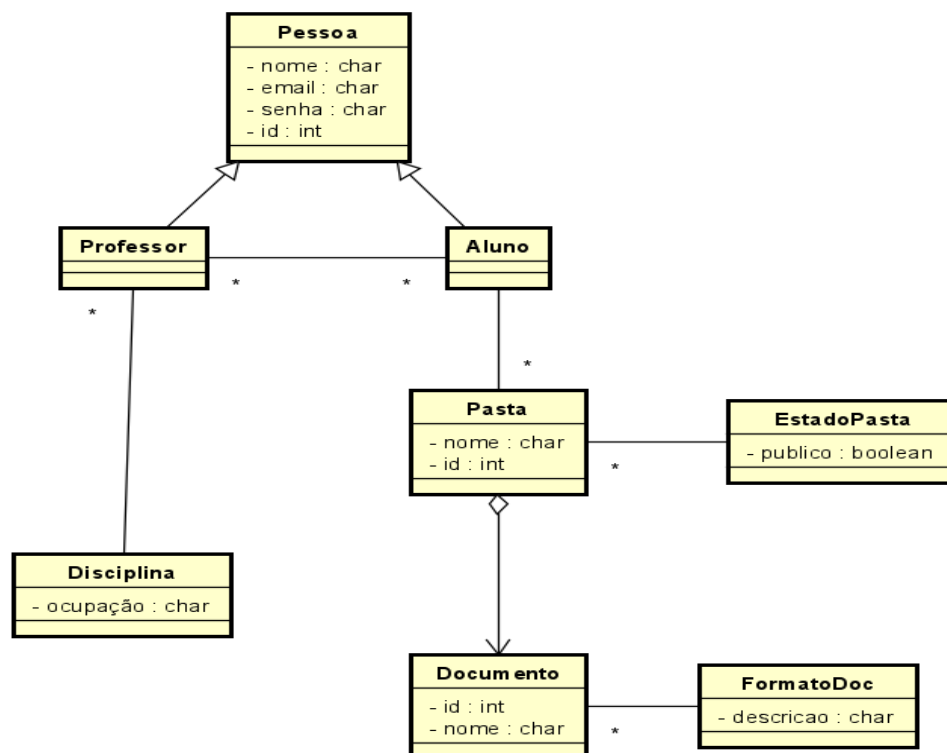 Pessoa
- nome : char
- email : char
- senha : char
- id : int
Professor
Aluno
*
*
*
*
Pasta
- nome : char
- id : int
*
EstadoPasta
- publico : boolean
Disciplina
- ocupação : char
Documento
- id : int
- nome : char
*
FormatoDoc
- descricao : char